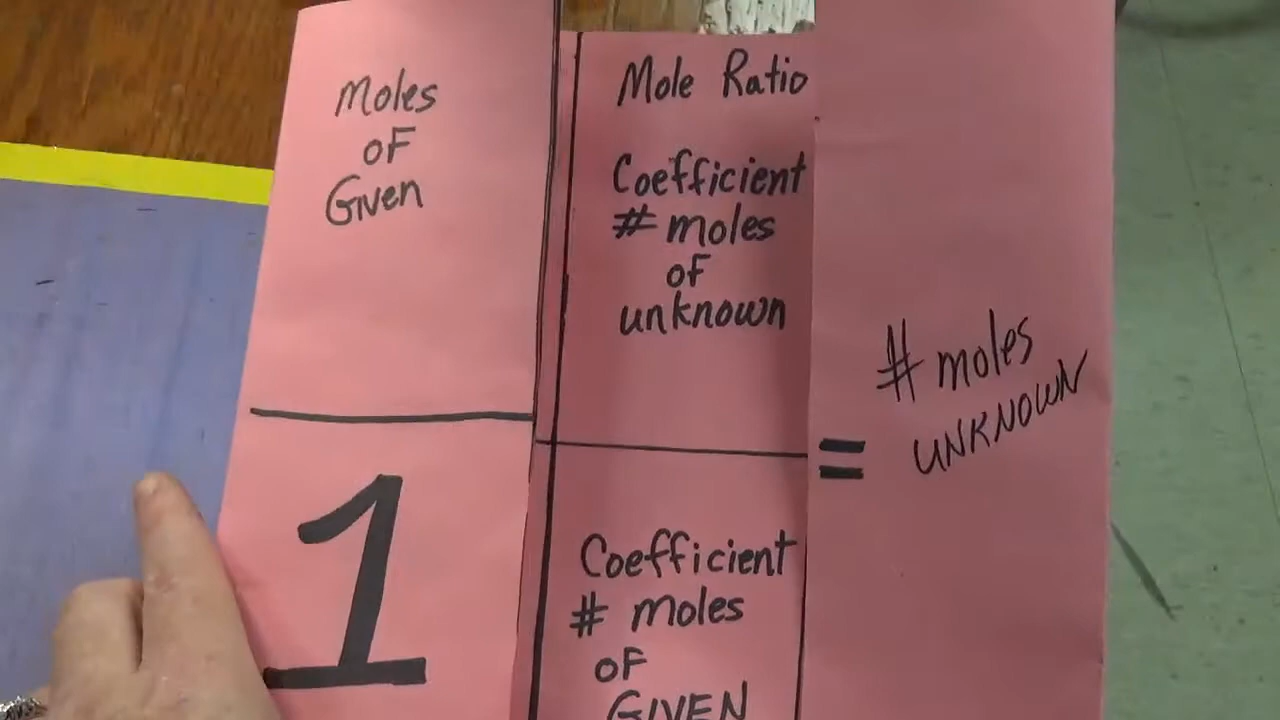 Moles
OF
Given
1
Mole Ratio
Coefficient
# moles
of
unknown
Coefficient
# moles
OF
GIVEN
=
# moles
UNKNOWN